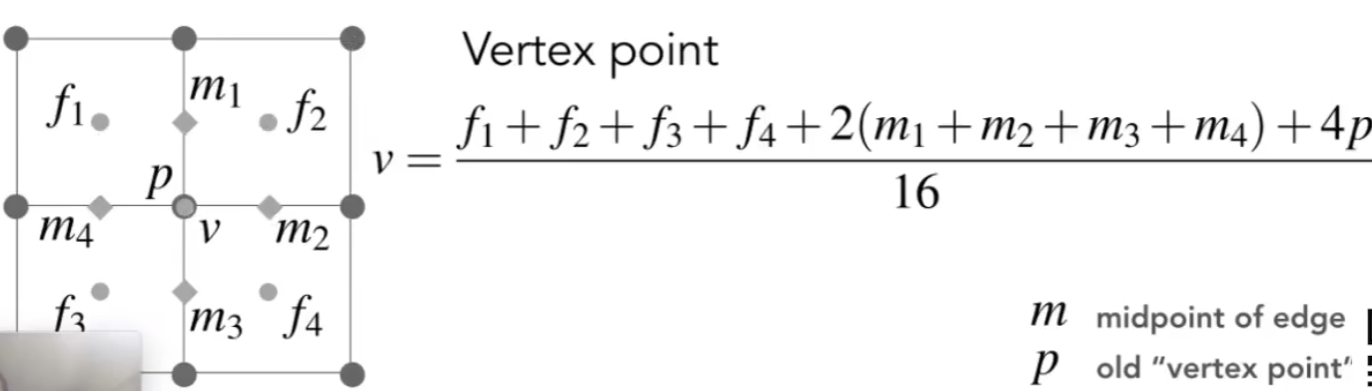 Vertex point
f1 m1 f2
p
m4 v m2
f3 m3 f4
v = f1 + f2 + f3 + f4 + 2(m1 + m2 + m3 + m4) + 4p
16
m midpoint of edge
p old “vertex point”